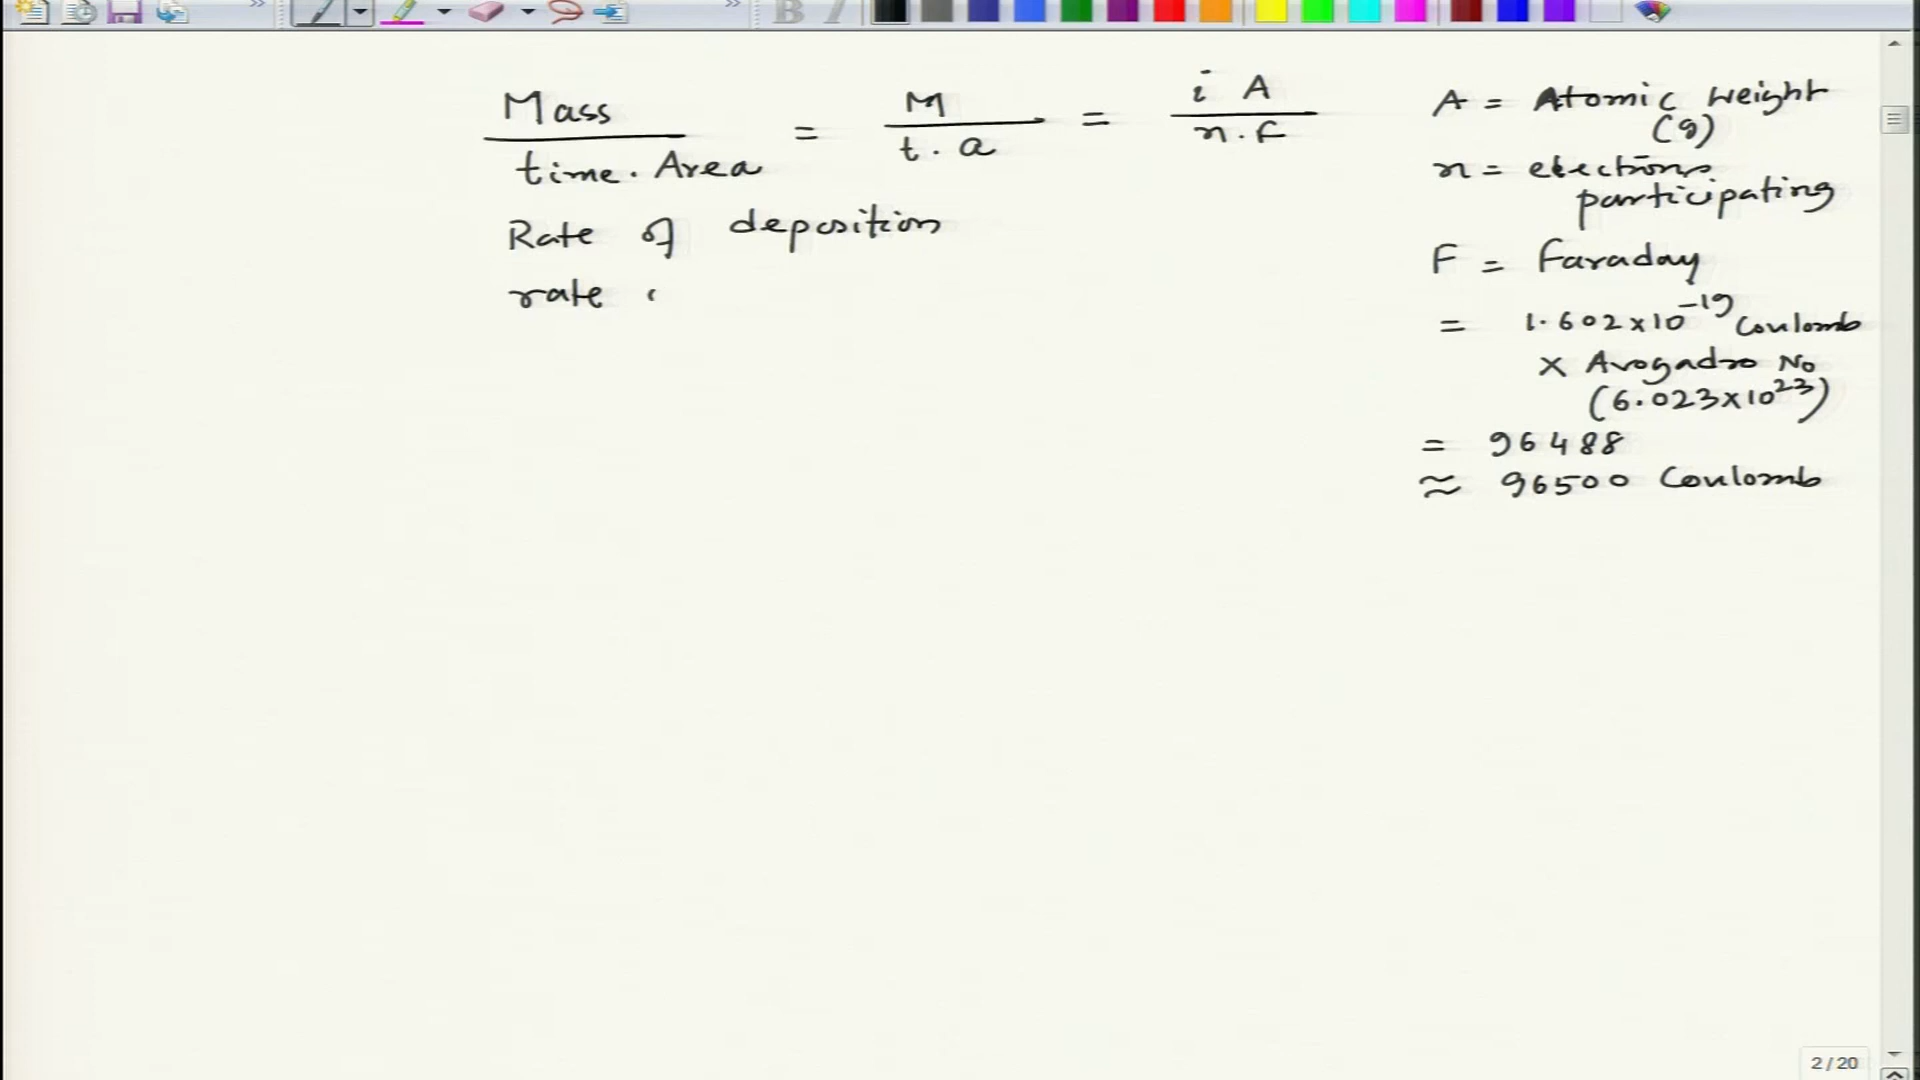 Mass / time. Area = M / t. a = i A / n. F
Rate of deposition
rate
A = Atomic Weight
(g)
n = electrons
participating
F = Faraday
= 1.602x10^-19 Coulomb
x Avogadro No
(6.023x10^23)
= 96488
≈ 96500 Coulomb
2/20